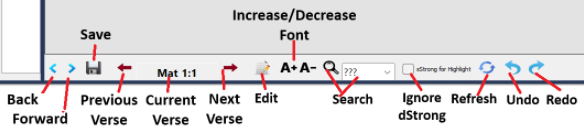 Increase/Decrease
Font
Save
Mat 1:1
A+ A-
???
xStrong for Highlight
Back
Forward
Previous
Verse
Current
Verse
Next
Verse
Edit
Search
Ignore
dStrong
Refresh
Undo
Redo